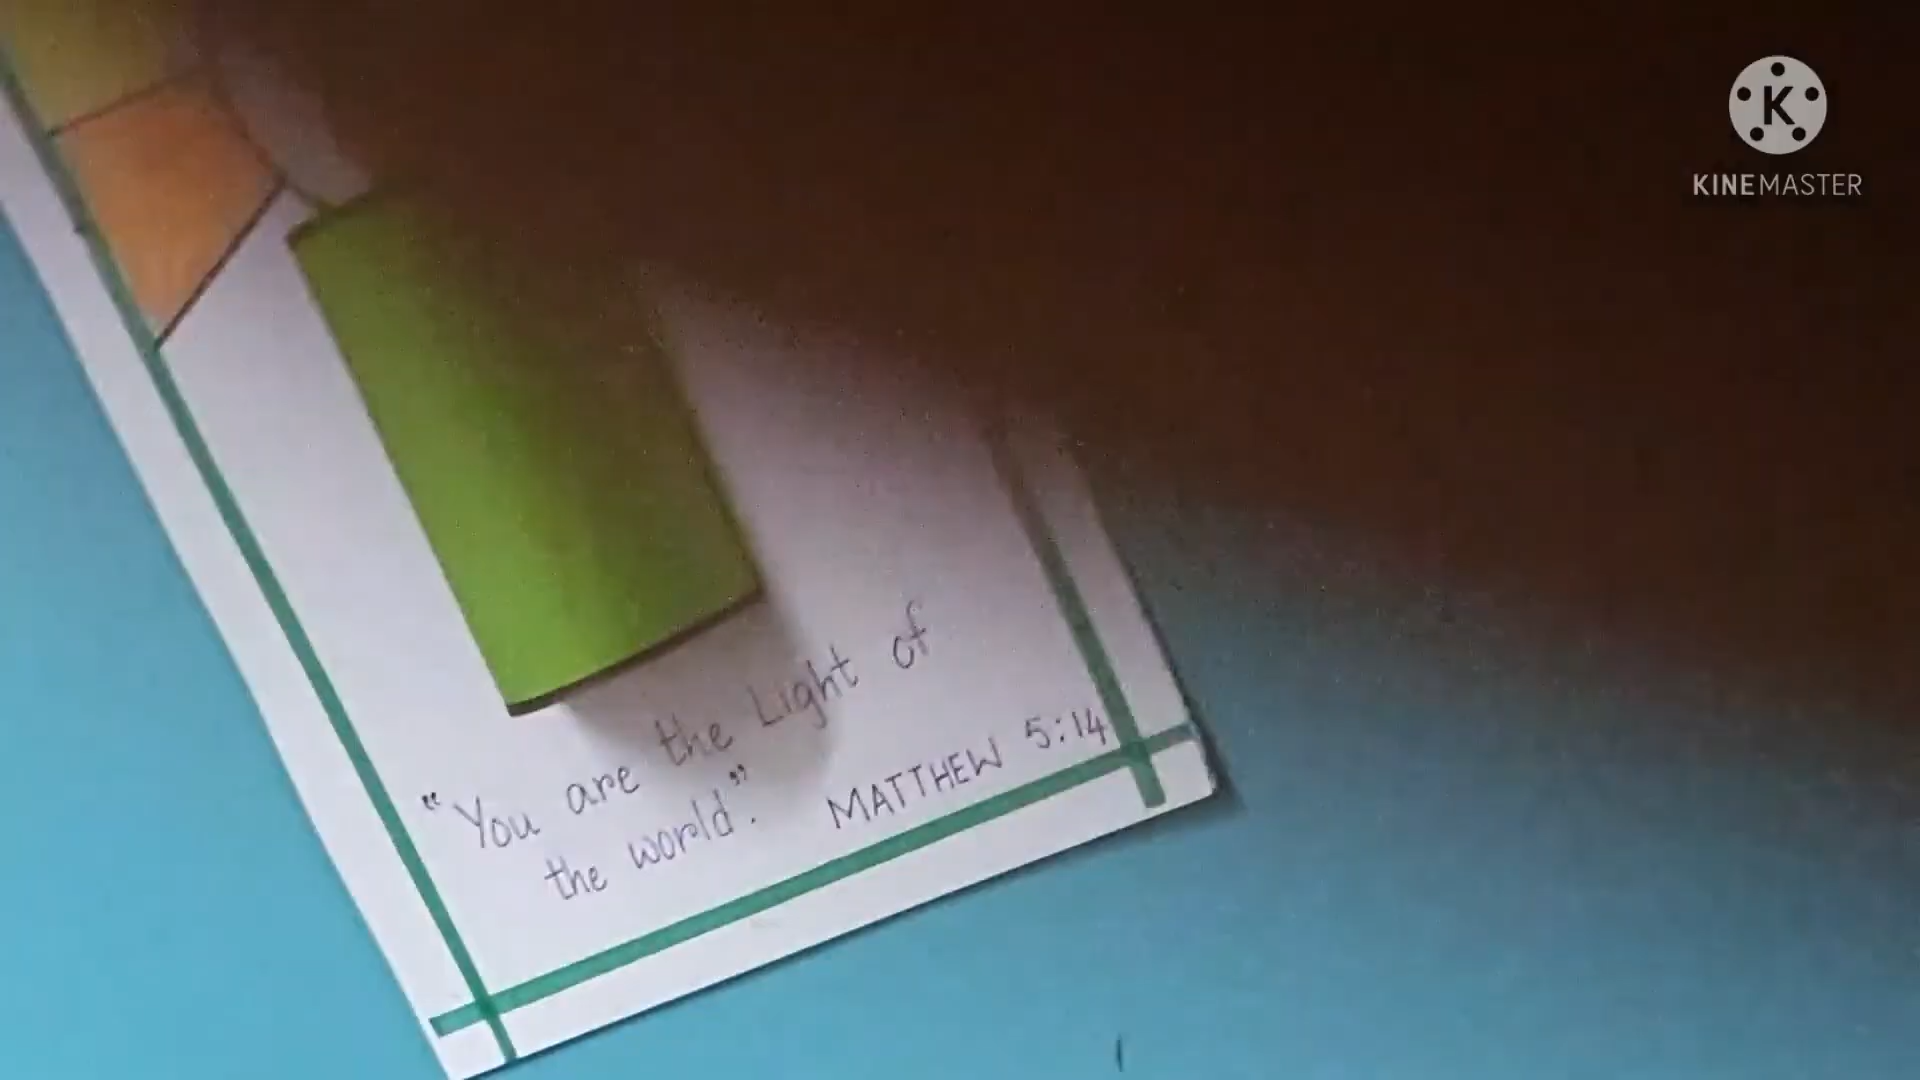 K
KINEMASTER
"You are the Light of
the world".
MATTHEW 5:14